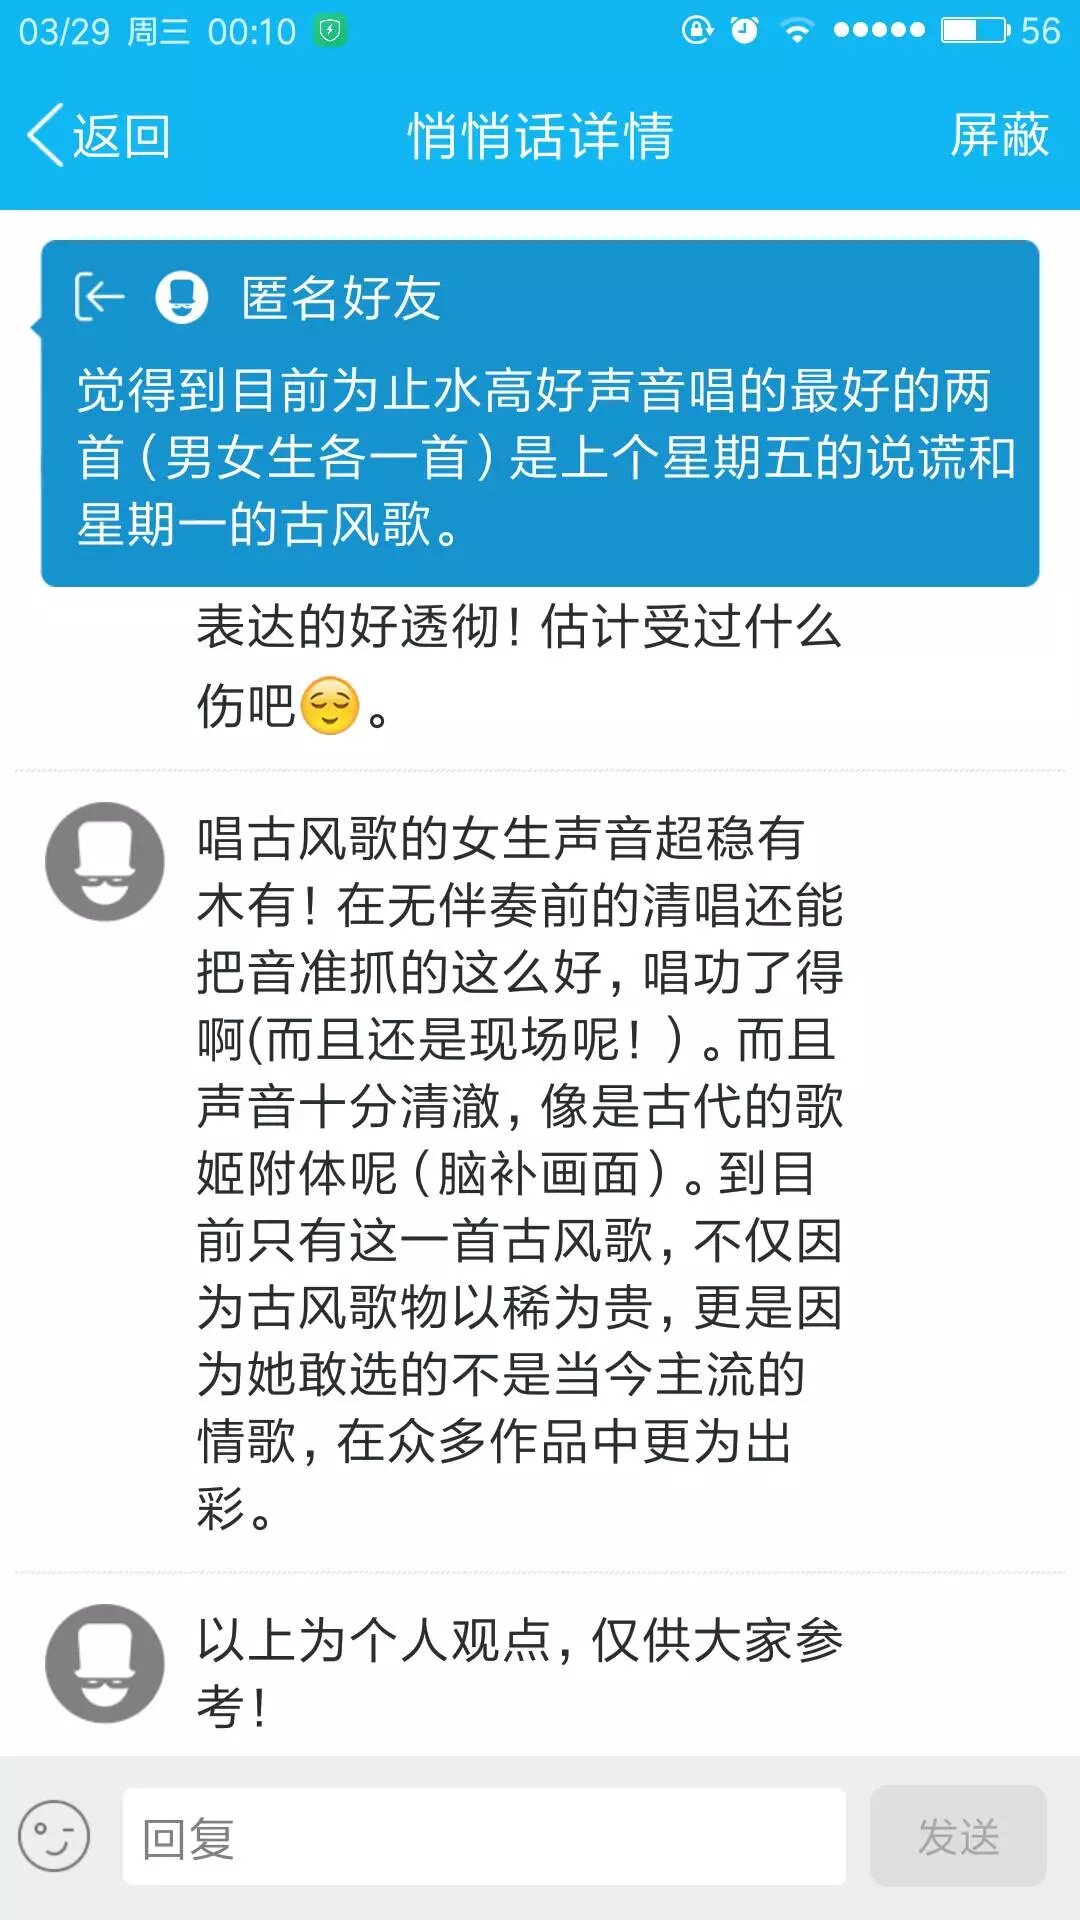 03/29 周三 00:10
56
返回
悄悄话详情
屏蔽
匿名好友
觉得到目前为止水高好声音唱的最好的两
首（男女生各一首）是上个星期五的说谎和
星期一的古风歌。
表达的好透彻！估计受过什么
伤吧😌。
唱古风歌的女生声音超稳有
木有！在无伴奏前的清唱还能
把音准抓的这么好，唱功了得
啊(而且还是现场呢！）。而且
声音十分清澈，像是古代的歌
姬附体呢（脑补画面）。到目
前只有这一首古风歌，不仅因
为古风歌物以稀为贵，更是因
为她敢选的不是当今主流的
情歌，在众多作品中更为出
彩。
以上为个人观点，仅供大家参
考！
回复
发送